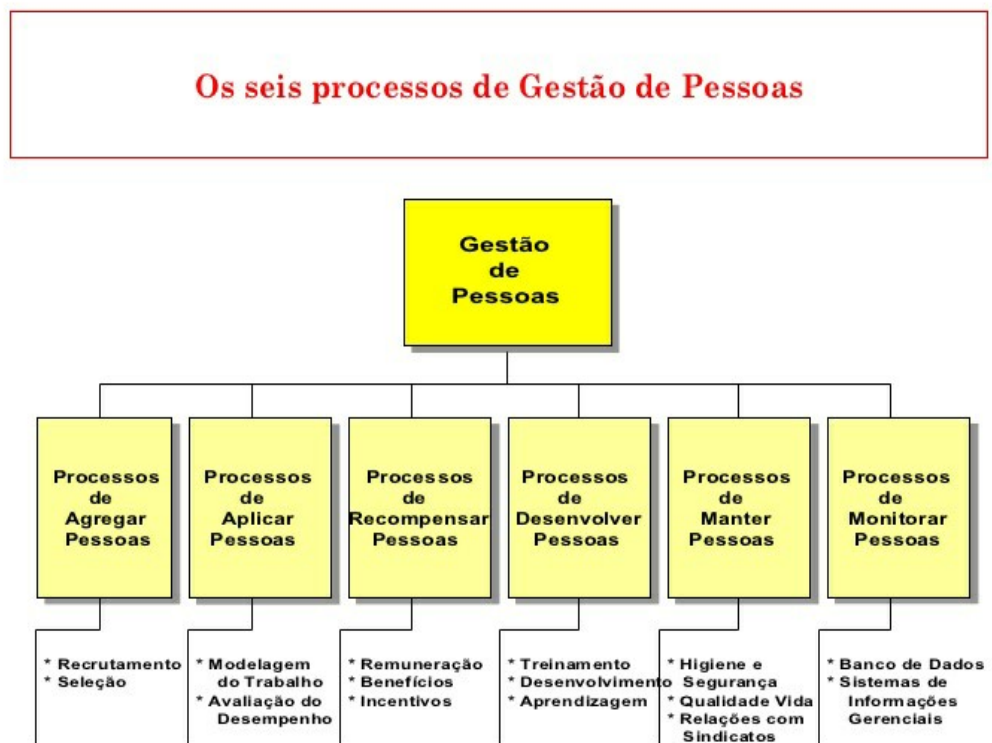 Os seis processos de Gestão de Pessoas
Gestão
de
Pessoas
Processos
de
Agregar
Pessoas
Processos
de
Aplicar
Pessoas
Processos
de
Recompensar
Pessoas
Processos
de
Desenvolver
Pessoas
Processos
de
Manter
Pessoas
Processos
de
Monitorar
Pessoas
* Recrutamento
* Seleção
* Modelagem
do Trabalho
* Avaliação do
Desempenho
* Remuneração
* Benefícios
* Incentivos
* Treinamento
* Desenvolvimento
* Aprendizagem
* Higiene e
Segurança
* Qualidade Vida
* Relações com
Sindicatos
* Banco de Dados
* Sistemas de
Informações
Gerenciais